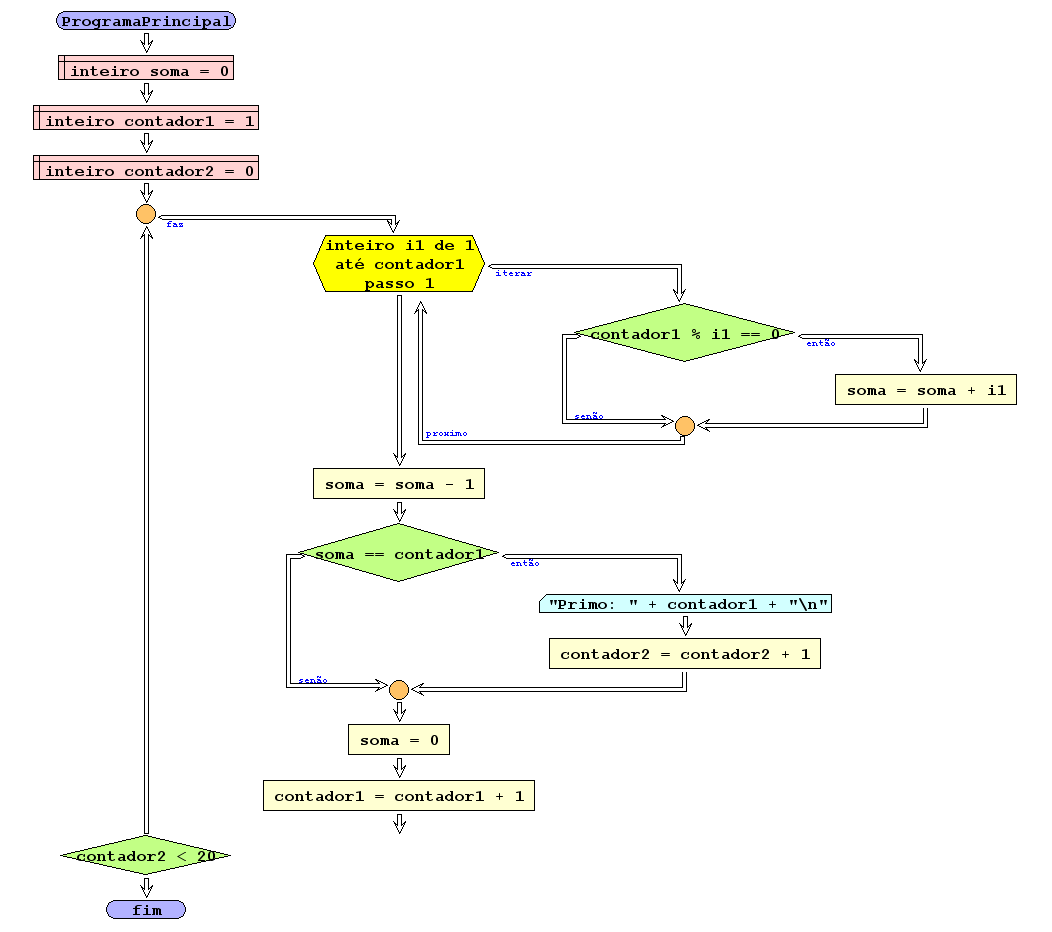 ProgramaPrincipal
inteiro soma = 0
inteiro contador1 = 1
inteiro contador2 = 0
faz
inteiro i1 de 1
até contador1
passo 1
iterar
contador1 % i1 == 0
então
soma = soma + i1
senão
proximo
soma = soma - 1
soma == contador1
então
"Primo: " + contador1 + "\n"
contador2 = contador2 + 1
senão
soma = 0
contador1 = contador1 + 1
contador2 < 20
fim